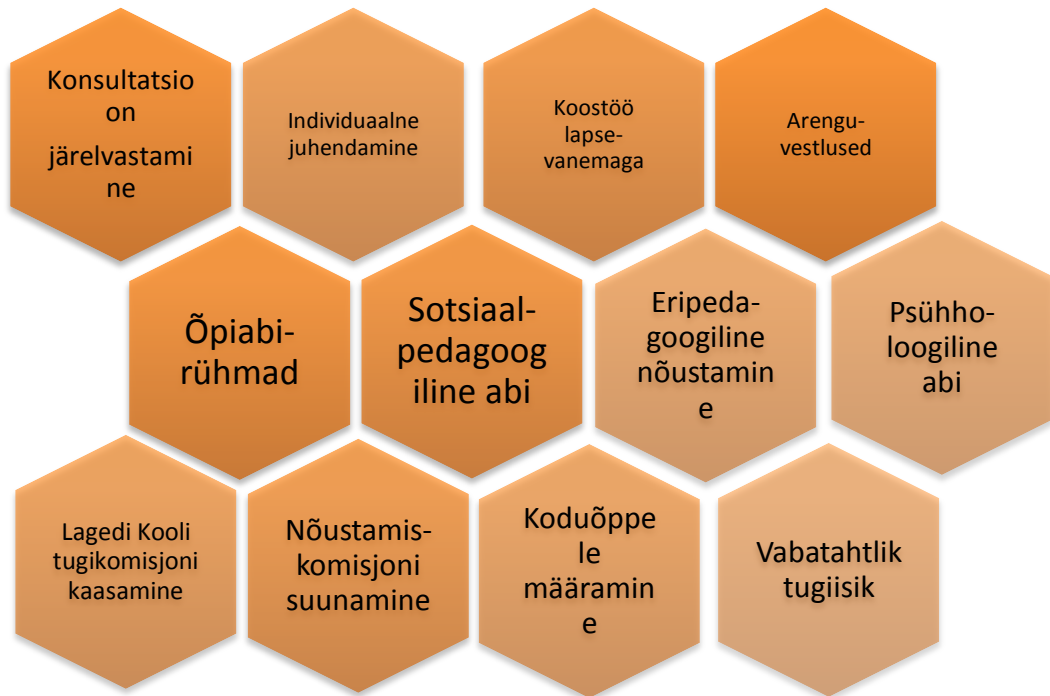 Konsultatsio
on
järelvastami
ne
Individuaalne
juhendamine
Koostöö
lapse-
vanemaga
Arengu-
vestlused
Õpiabi-
rühmad
Sotsiaal-
pedagoog
iline abi
Eripeda-
googiline
nõustamin
e
Psühho-
loogiline
abi
Lagedi Kooli
tugikomisjoni
kaasamine
Nõustamis-
komisjoni
suunamine
Koduõppe
le
määramin
e
Vabatahtlik
tugiisik